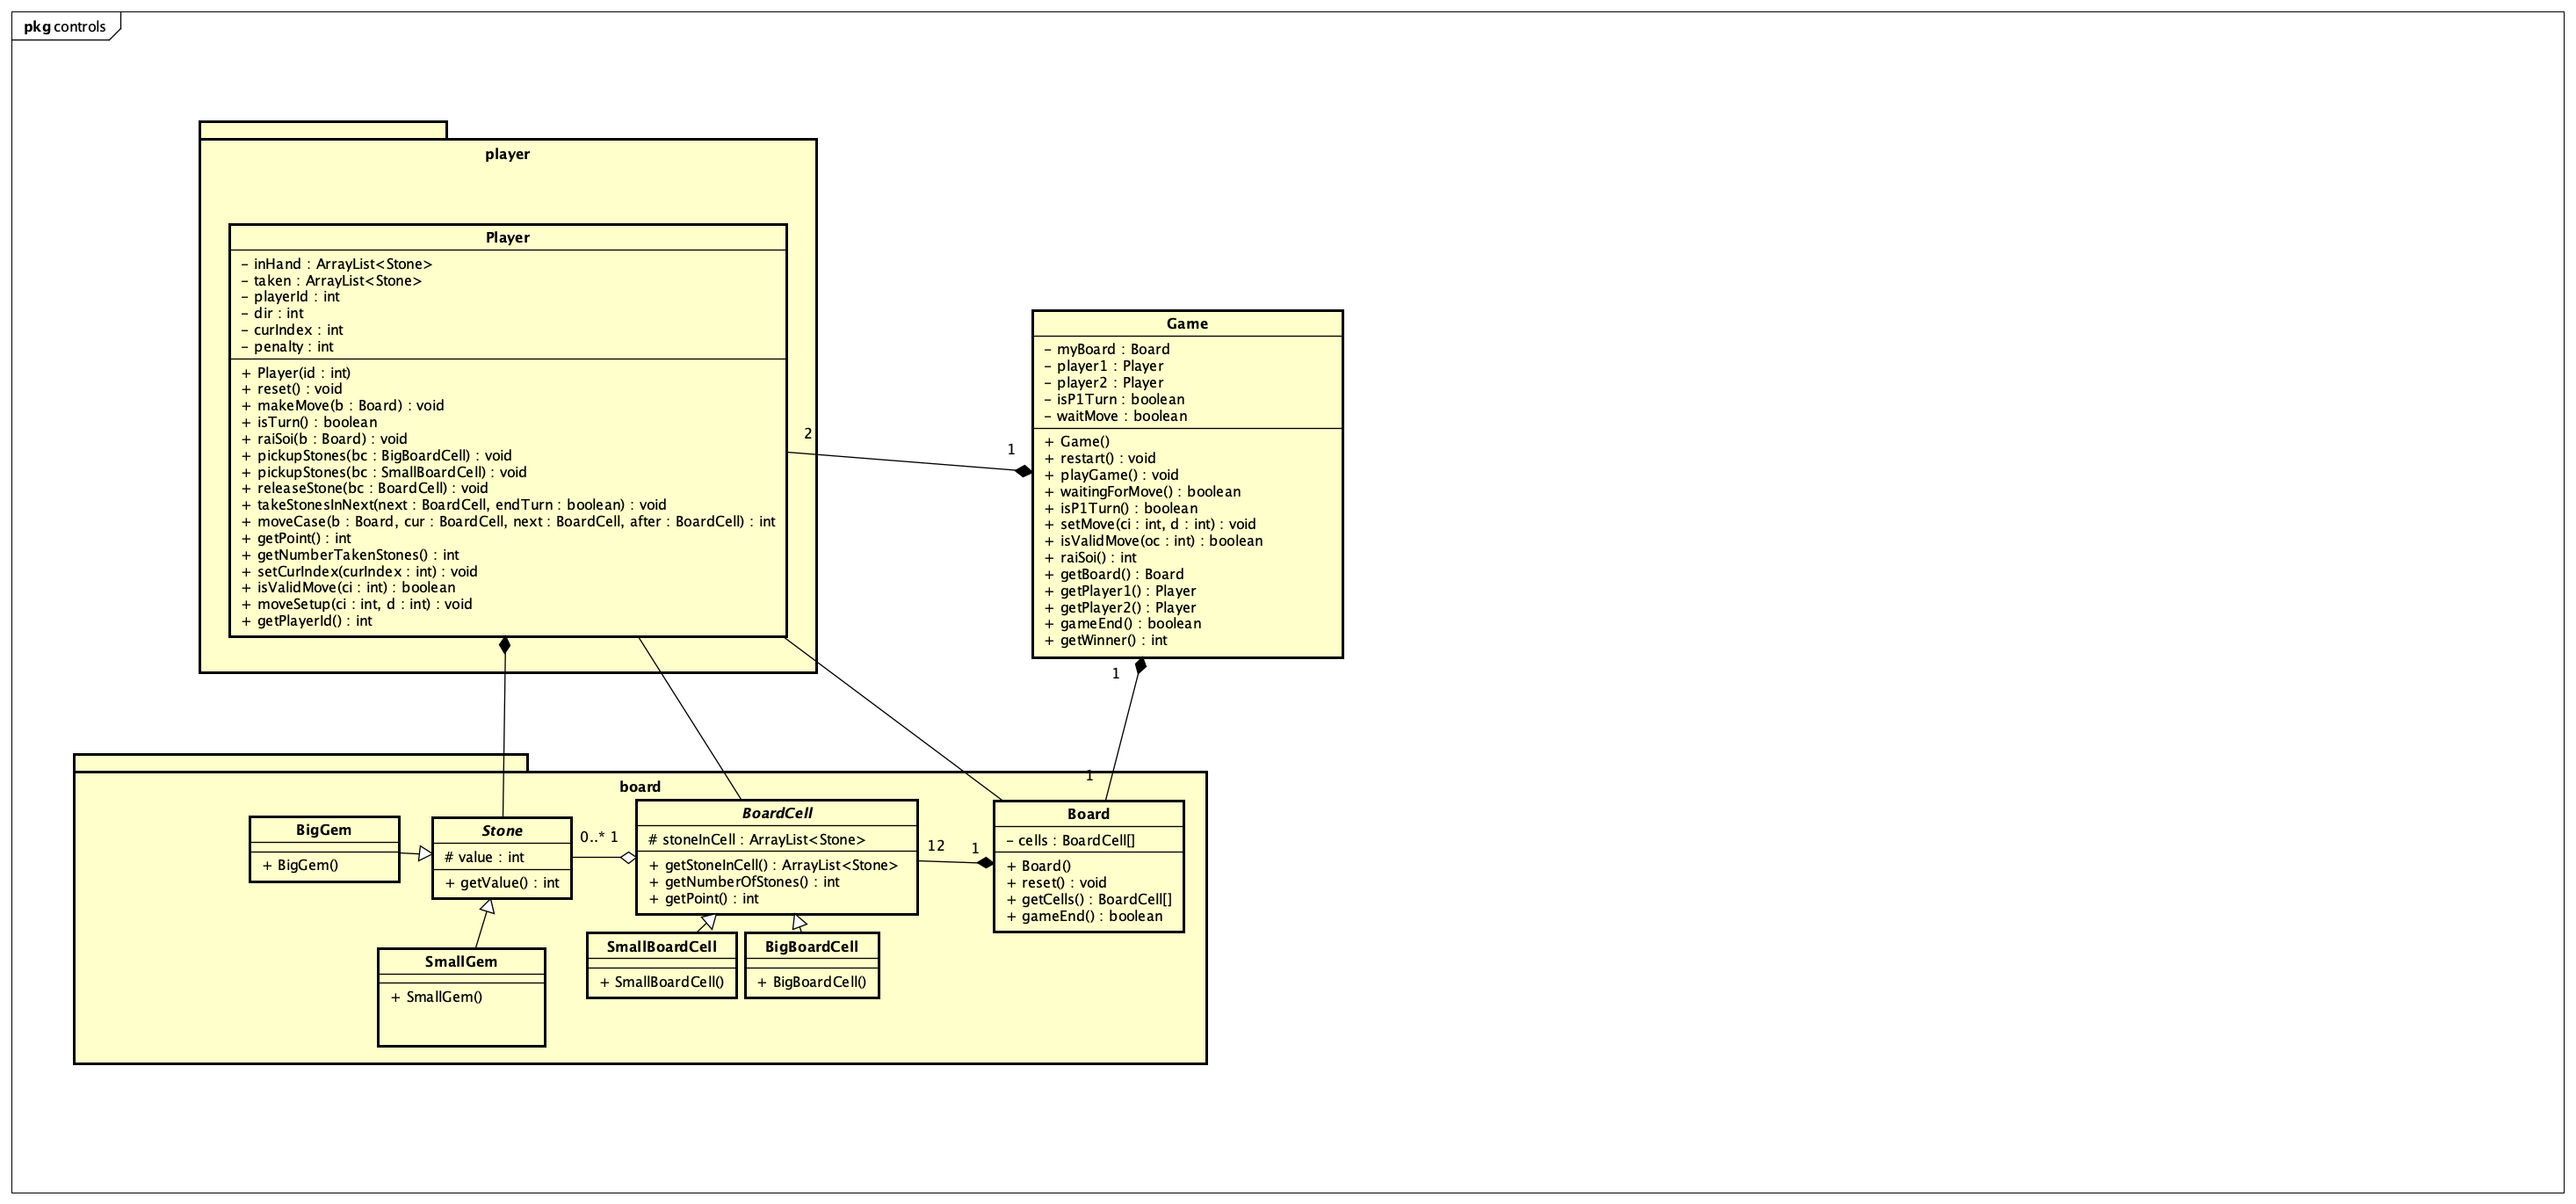 pkg controls
player
Player
– inHand : ArrayList<Stone>
– taken : ArrayList<Stone>
– playerId : int
– dir : int
– curIndex : int
– penalty : int
+ Player(id : int)
+ reset() : void
+ makeMove(b : Board) : void
+ isTurn() : boolean
+ raiSoi(b : Board) : void
+ pickupStones(bc : BigBoardCell) : void
+ pickupStones(bc : SmallBoardCell) : void
+ releaseStone(bc : BoardCell) : void
+ takeStonesInNext(next : BoardCell, endTurn : boolean) : void
+ moveCase(b : Board, cur : BoardCell, next : BoardCell, after : BoardCell) : int
+ getPoint() : int
+ getNumberTakenStones() : int
+ setCurIndex(curIndex : int) : void
+ isValidMove(ci : int) : boolean
+ moveSetup(ci : int, d : int) : void
+ getPlayerId() : int
2
1
Game
– myBoard : Board
– player1 : Player
– player2 : Player
– isP1Turn : boolean
– waitMove : boolean
+ Game()
+ restart() : void
+ playGame() : void
+ waitingForMove() : boolean
+ isP1Turn() : boolean
+ setMove(ci : int, d : int) : void
+ isValidMove(oc : int) : boolean
+ raiSoi() : int
+ getBoard() : Board
+ getPlayer1() : Player
+ getPlayer2() : Player
+ gameEnd() : boolean
+ getWinner() : int
1
1
board
BigGem
+ BigGem()
Stone
# value : int
+ getValue() : int
0..* 1
BoardCell
# stoneInCell : ArrayList<Stone>
+ getStoneInCell() : ArrayList<Stone>
+ getNumberOfStones() : int
+ getPoint() : int
12 1
Board
– cells : BoardCell[]
+ Board()
+ reset() : void
+ getCells() : BoardCell[]
+ gameEnd() : boolean
SmallGem
+ SmallGem()
SmallBoardCell
+ SmallBoardCell()
BigBoardCell
+ BigBoardCell()